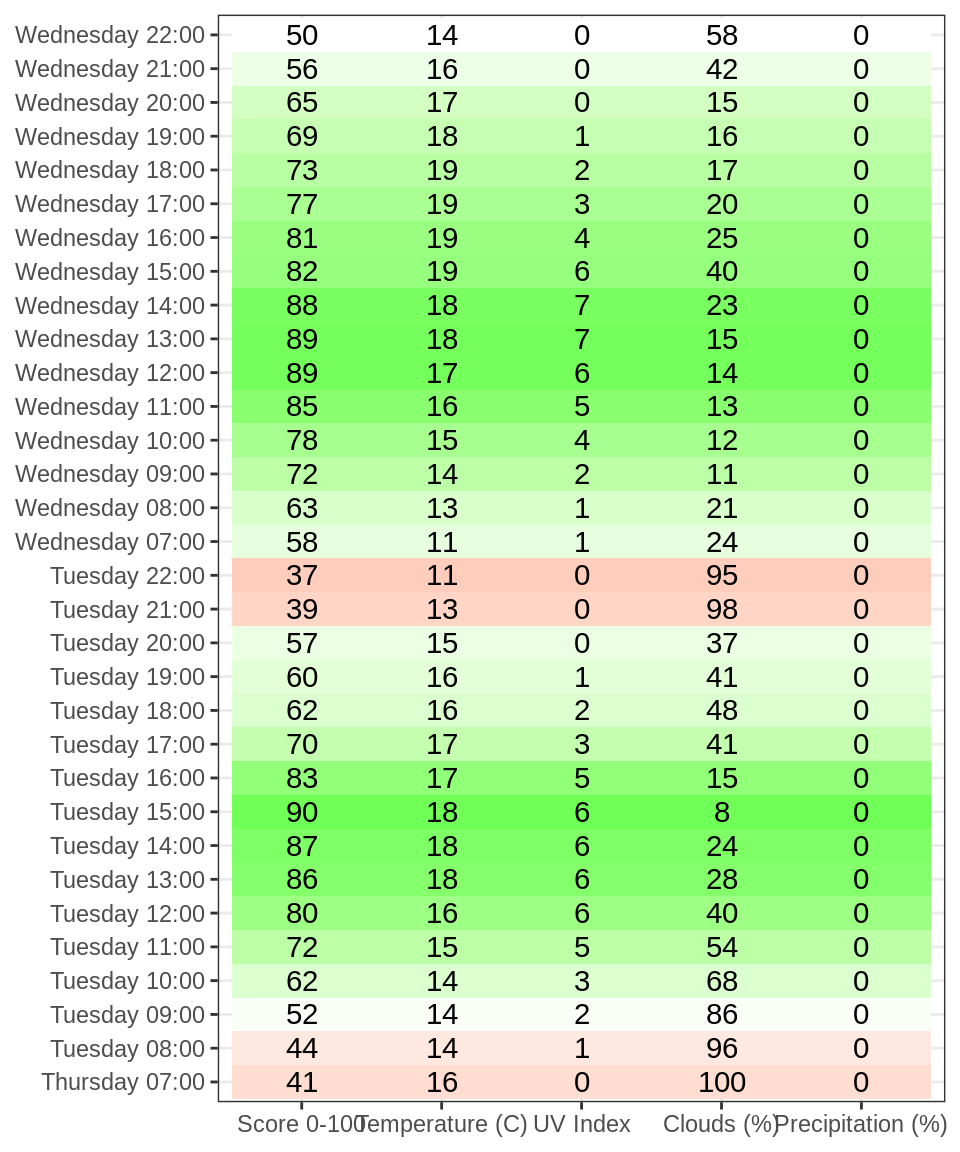 Wednesday 22:00 50 14 0 58 0
Wednesday 21:00 56 16 0 42 0
Wednesday 20:00 65 17 0 15 0
Wednesday 19:00 69 18 1 16 0
Wednesday 18:00 73 19 2 17 0
Wednesday 17:00 77 19 3 20 0
Wednesday 16:00 81 19 4 25 0
Wednesday 15:00 82 19 6 40 0
Wednesday 14:00 88 18 7 23 0
Wednesday 13:00 89 18 7 15 0
Wednesday 12:00 89 17 6 14 0
Wednesday 11:00 85 16 5 13 0
Wednesday 10:00 78 15 4 12 0
Wednesday 09:00 72 14 2 11 0
Wednesday 08:00 63 13 1 21 0
Wednesday 07:00 58 11 1 24 0
Tuesday 22:00 37 11 0 95 0
Tuesday 21:00 39 13 0 98 0
Tuesday 20:00 57 15 0 37 0
Tuesday 19:00 60 16 1 41 0
Tuesday 18:00 62 16 2 48 0
Tuesday 17:00 70 17 3 41 0
Tuesday 16:00 83 17 5 15 0
Tuesday 15:00 90 18 6 8 0
Tuesday 14:00 87 18 6 24 0
Tuesday 13:00 86 18 6 28 0
Tuesday 12:00 80 16 6 40 0
Tuesday 11:00 72 15 5 54 0
Tuesday 10:00 62 14 3 68 0
Tuesday 09:00 52 14 2 86 0
Tuesday 08:00 44 14 1 96 0
Thursday 07:00 41 16 0 100 0
Score 0-100 Temperature (C) UV Index Clouds (%) Precipitation (%)